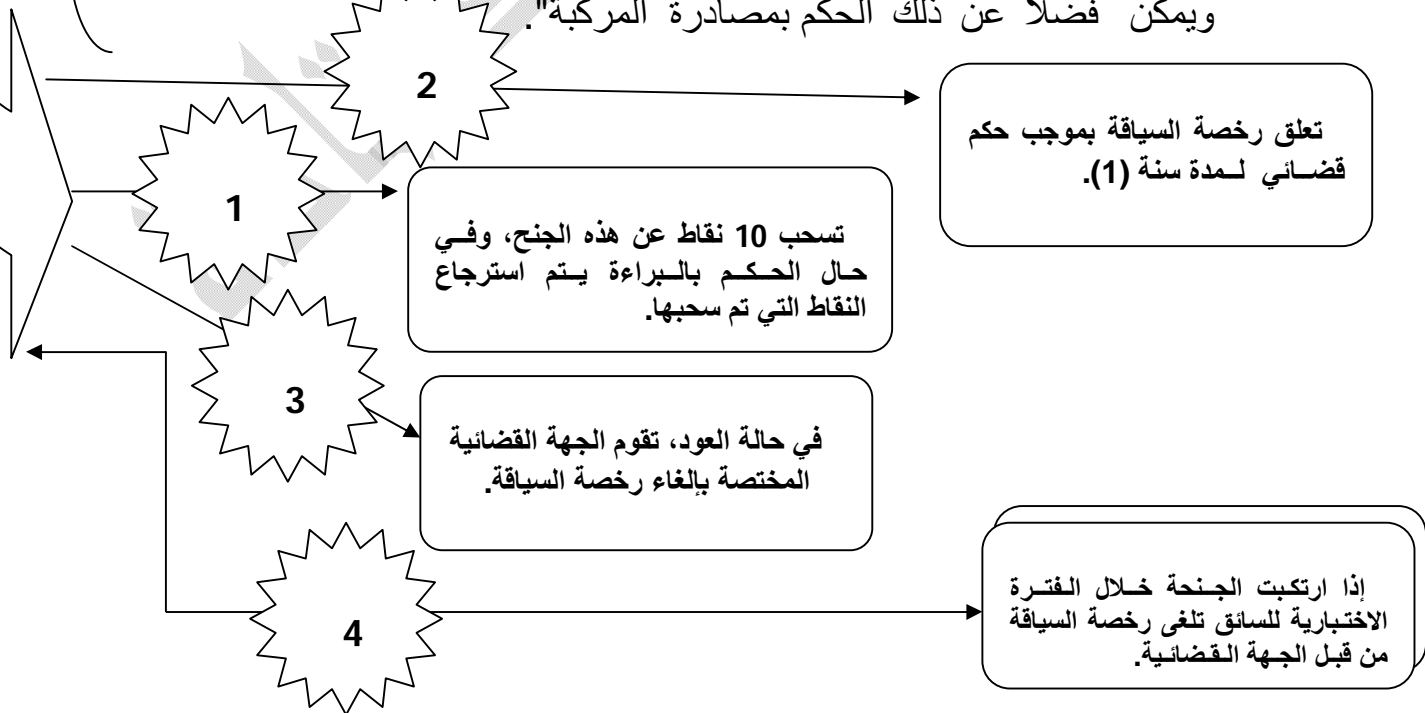 ويمكن فضلا عن ذلك الحكم بمصادرة المركبة".
2
تعلق رخصة السياقة بموجب حكم
قضائي لمدة سنة (1).
1
تسحب 10 نقاط عن هذه الجنح، وفي
حال الحكم بالبراءة يتم استرجاع
النقاط التي تم سحبها.
3
في حالة العود، تقوم الجهة القضائية
المختصة بإلغاء رخصة السياقة.
4
إذا ارتكبت الجنحة خلال الفترة
الاختبارية للسائق تلغى رخصة السياقة
من قبل الجهة القضائية.